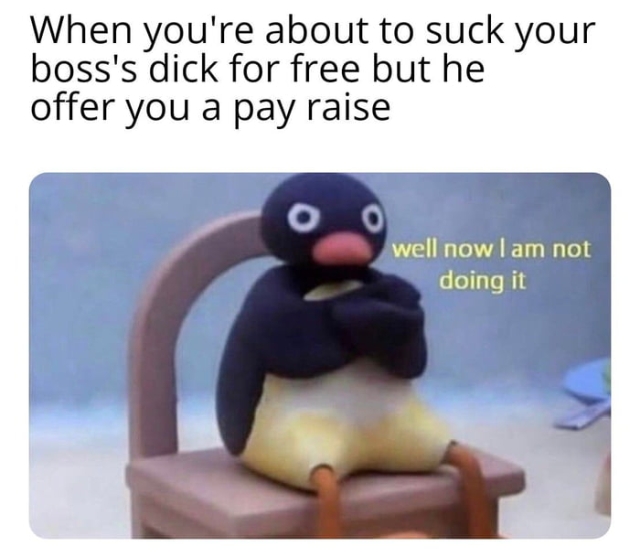 When you're about to suck your
boss's dick for free but he
offer you a pay raise
well now I am not
doing it